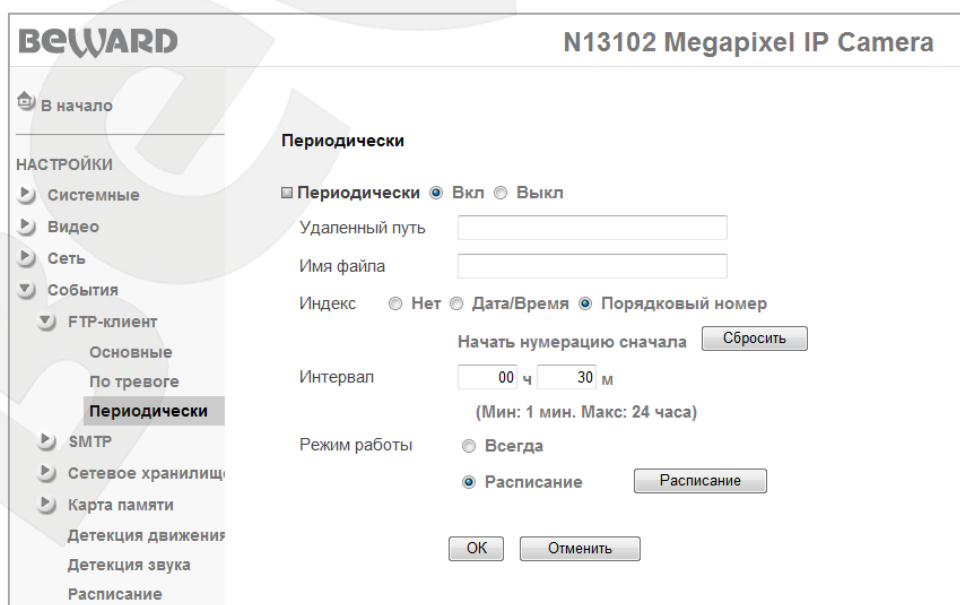 BEWARD
N13102 Megapixel IP Camera
В начало
НАСТРОЙКИ
Системные
Видео
Сеть
События
FTP-клиент
Основные
По тревоге
Периодически
SMTP
Сетевое хранилищ
Карта памяти
Детекция движения
Детекция звука
Расписание
Периодически
Периодически Вкл Выкл
Удаленный путь
Имя файла
Индекс Нет Дата/Время Порядковый номер
Начать нумерацию сначала Сбросить
Интервал 00 ч 30 м
(Мин: 1 мин. Макс: 24 часа)
Режим работы Всегда
Расписание Расписание
OK Отменить